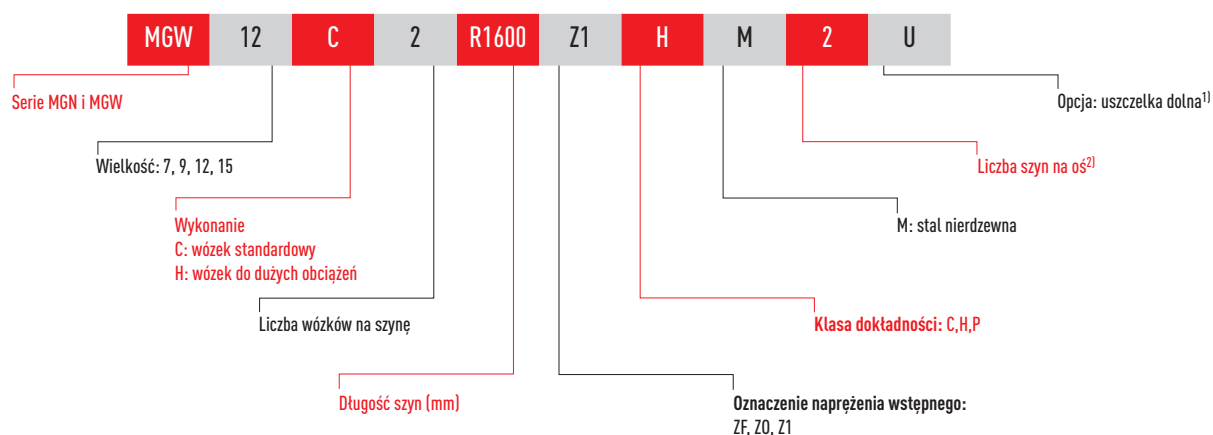 MGW 12 C 2 R1600 Z1 H M 2 U
Serie MGN i MGW
Opcja: uszczelka dolna1)
Wielkość: 7, 9, 12, 15
Liczba szyn na oś2)
Wykonanie
C: wózek standardowy
H: wózek do dużych obciążeń
M: stal nierdzewna
Liczba wózków na szynę
Klasa dokładności: C,H,P
Długość szyn (mm)
Oznaczenie naprężenia wstępnego:
ZF, Z0, Z1